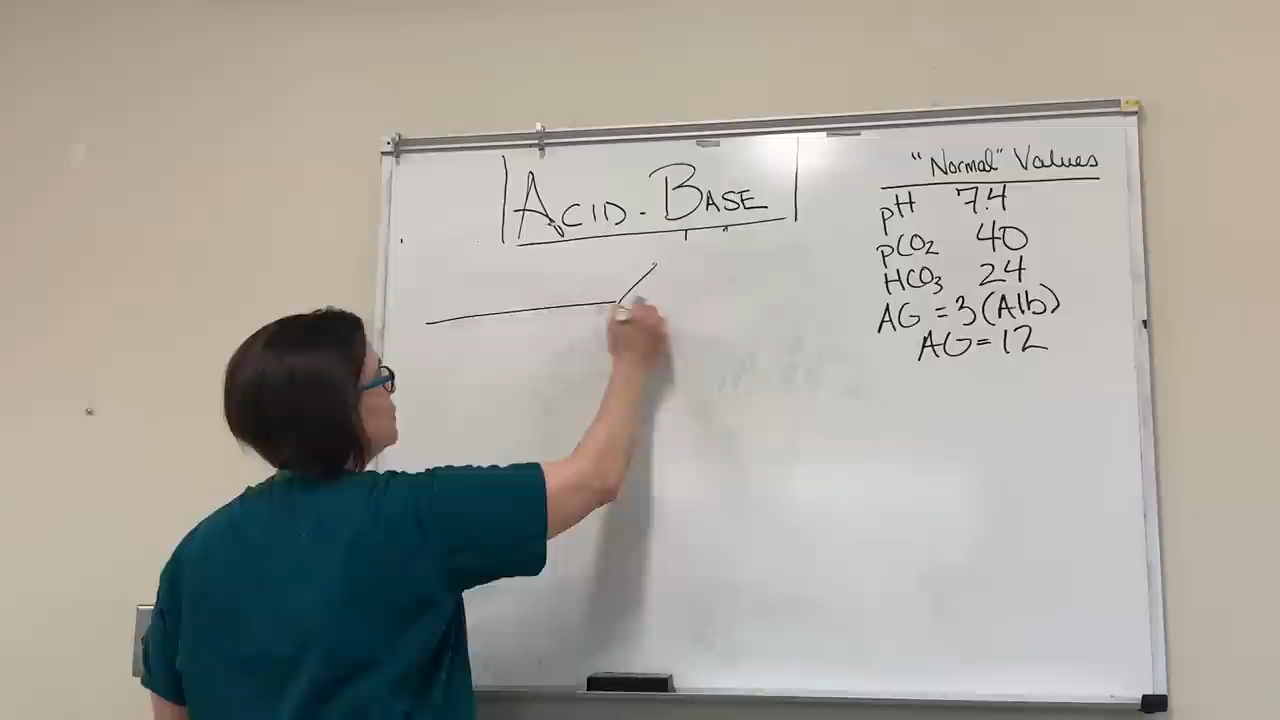 ACID-BASE
"Normal" Values
pH 7.4
pCO₂ 40
HCO₃ 24
AG = 3(Alb)
AG=12